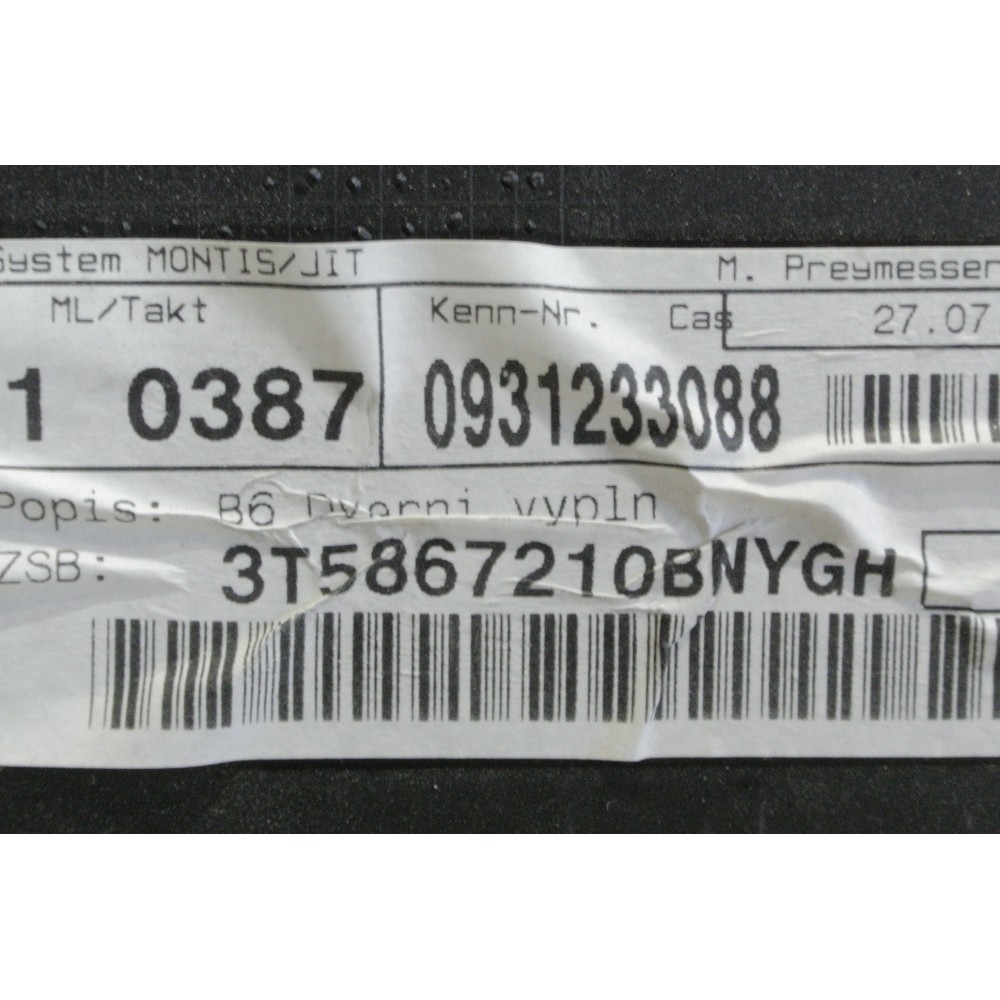 System MONTIS/JIT M. Preymesser
ML/Takt Kenn-Nr. Cas 27.07
1 0387 0931233088
Popis: B6 Dverni vypln
ZSB: 3T5867210BNYGH